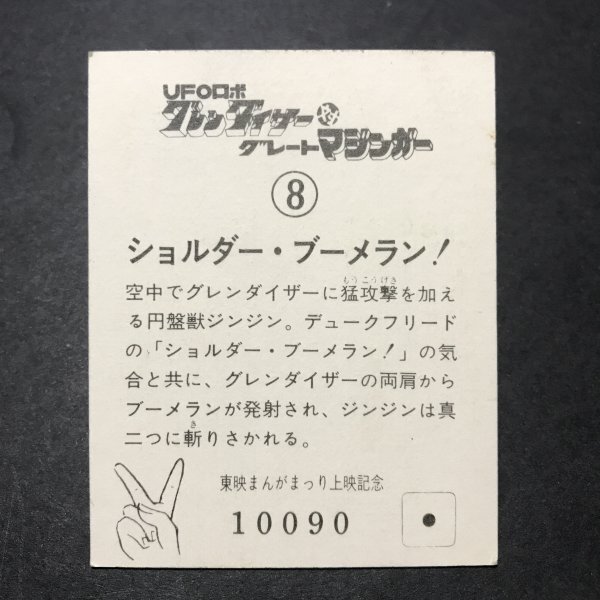 UFOロボ
グレンダイザー対
グレートマジンガー
8
ショルダー・ブーメラン!
もうこうげき
空中でグレンダイザーに猛攻撃を加え
る円盤獣ジンジン。デュークフリード
の「ショルダー・ブーメラン!」の気
合と共に、グレンダイザーの両肩から
ブーメランが発射され、ジンジンは真
き
二つに斬りさかれる。
東映まんがまつり上映記念
10090